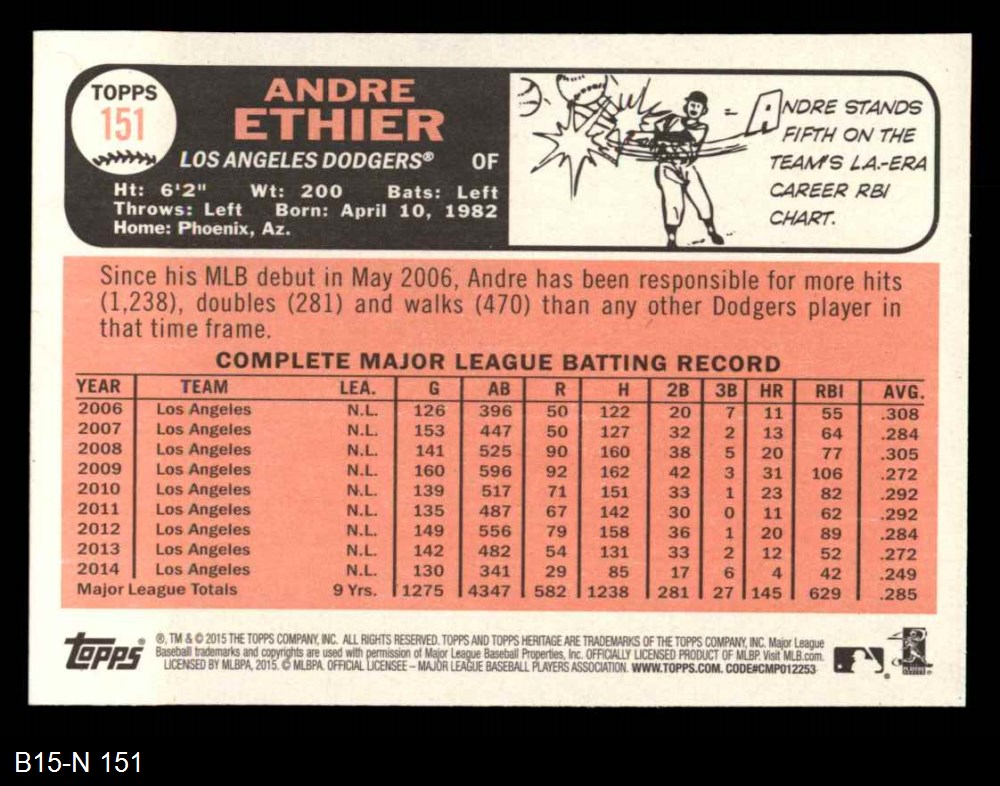 TOPPS
151
ANDRE
ETHIER
LOS ANGELES DODGERS® OF
Ht: 6'2" Wt: 200 Bats: Left
Throws: Left Born: April 10, 1982
Home: Phoenix, Az.
ANDRE STANDS
FIFTH ON THE
TEAM'S L.A.-ERA
CAREER RBI
CHART.
Since his MLB debut in May 2006, Andre has been responsible for more hits
(1,238), doubles (281) and walks (470) than any other Dodgers player in
that time frame.
COMPLETE MAJOR LEAGUE BATTING RECORD
YEAR TEAM LEA. G AB R H 2B 3B HR RBI AVG.
2006 Los Angeles N.L. 126 396 50 122 20 7 11 55 .308
2007 Los Angeles N.L. 153 447 50 127 32 2 13 64 .284
2008 Los Angeles N.L. 141 525 90 160 38 5 20 77 .305
2009 Los Angeles N.L. 160 596 92 162 42 3 31 106 .272
2010 Los Angeles N.L. 139 517 71 151 33 1 23 82 .292
2011 Los Angeles N.L. 135 487 67 142 30 0 11 62 .292
2012 Los Angeles N.L. 149 556 79 158 36 1 20 89 .284
2013 Los Angeles N.L. 142 482 54 131 33 2 12 52 .272
2014 Los Angeles N.L. 130 341 29 85 17 6 4 42 .249
Major League Totals 9 Yrs. 1275 4347 582 1238 281 27 145 629 .285
topps®
®, TM & © 2015 THE TOPPS COMPANY, INC. ALL RIGHTS RESERVED. TOPPS AND TOPPS HERITAGE ARE TRADEMARKS OF THE TOPPS COMPANY, INC. Major League
Baseball trademarks and copyrights are used with permission of Major League Baseball Properties, Inc. OFFICIALLY LICENSED PRODUCT OF MLBP. Visit MLB.com.
LICENSED BY MLBPA, 2015. © MLBPA. OFFICIAL LICENSEE – MAJOR LEAGUE BASEBALL PLAYERS ASSOCIATION. WWW.TOPPS.COM. CODE#CMP012253
B15-N 151